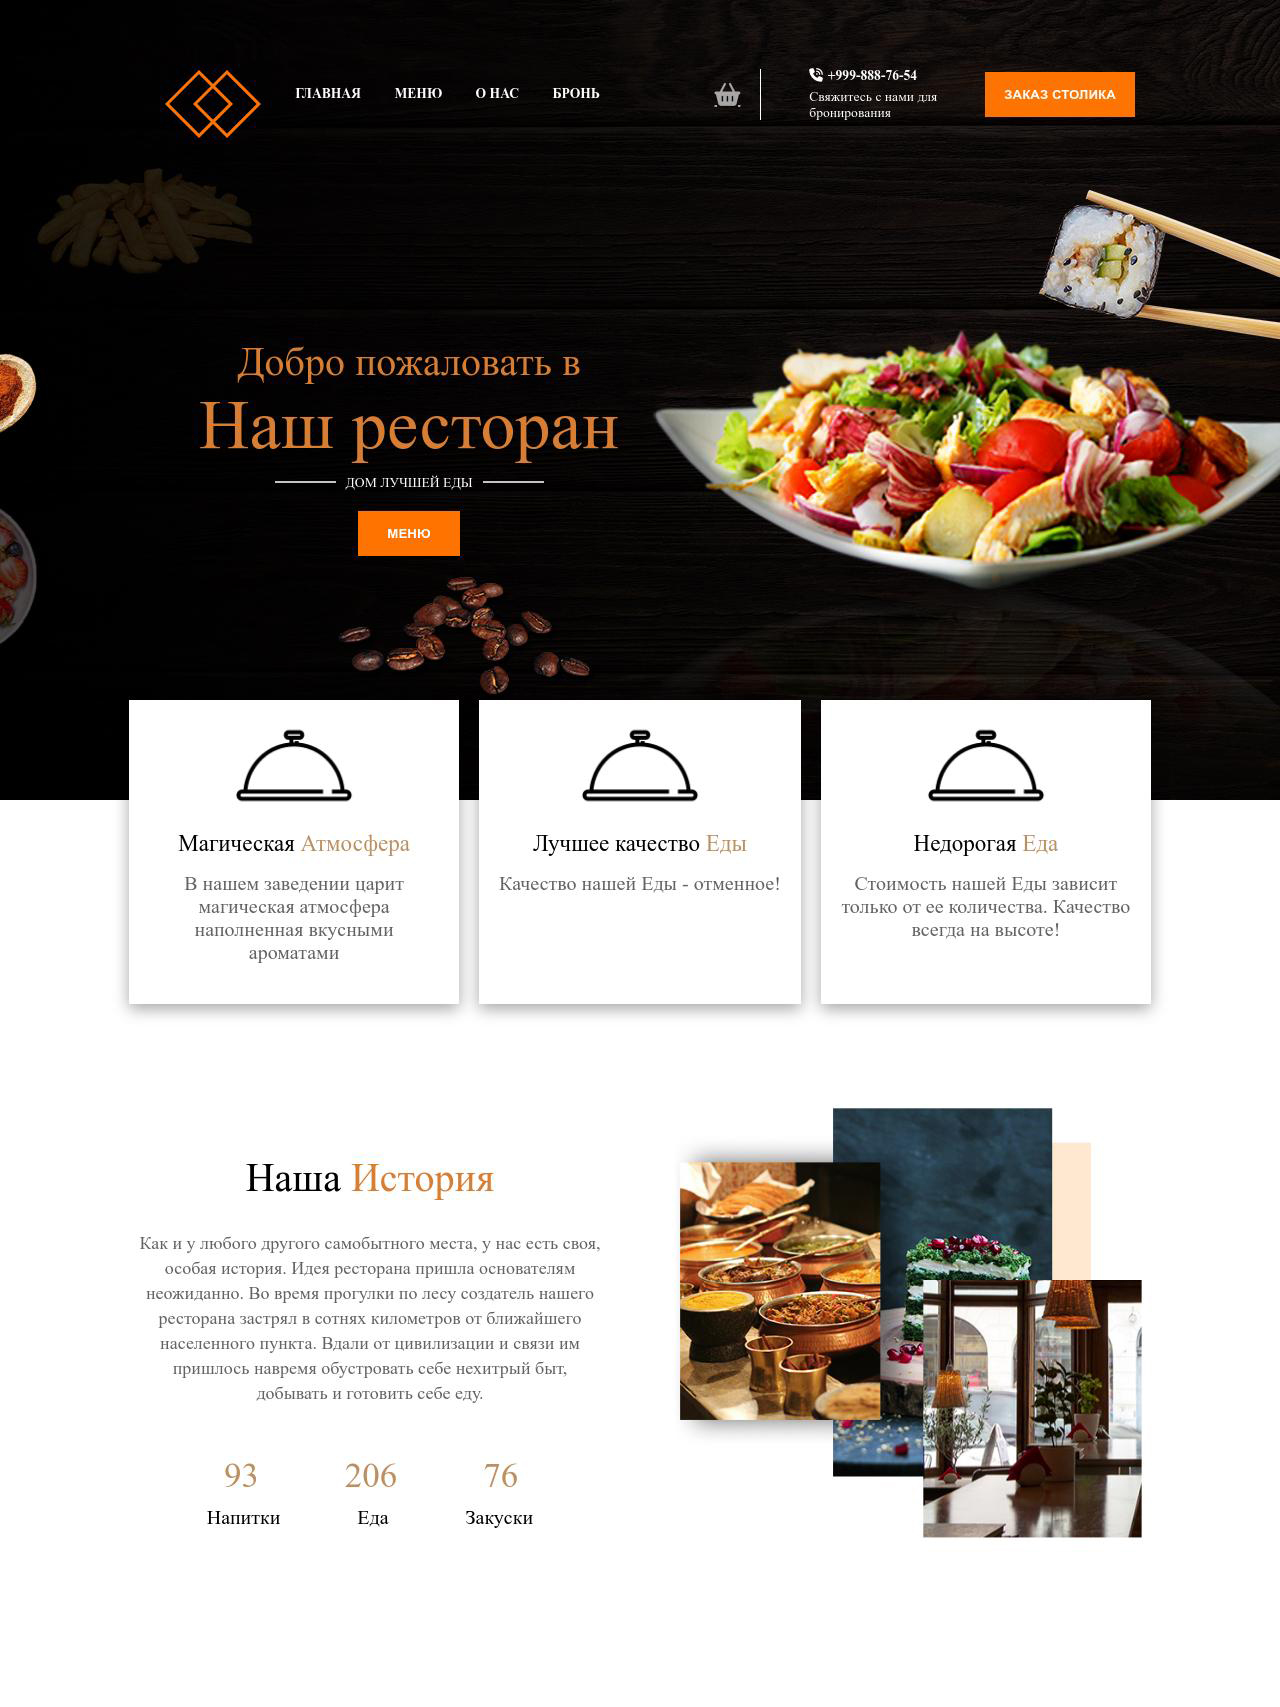 ГЛАВНАЯ МЕНЮ О НАС БРОНЬ
+999-888-76-54
Свяжитесь с нами для
бронирования
ЗАКАЗ СТОЛИКА
Добро пожаловать в
Наш ресторан
ДОМ ЛУЧШЕЙ ЕДЫ
МЕНЮ
Магическая Атмосфера
В нашем заведении царит
магическая атмосфера
наполненная вкусными
ароматами
Лучшее качество Еды
Качество нашей Еды - отменное!
Недорогая Еда
Стоимость нашей Еды зависит
только от ее количества. Качество
всегда на высоте!
Наша История
Как и у любого другого самобытного места, у нас есть своя,
особая история. Идея ресторана пришла основателям
неожиданно. Во время прогулки по лесу создатель нашего
ресторана застрял в сотнях километров от ближайшего
населенного пункта. Вдали от цивилизации и связи им
пришлось навремя обустровать себе нехитрый быт,
добывать и готовить себе еду.
93 206 76
Напитки Еда Закуски